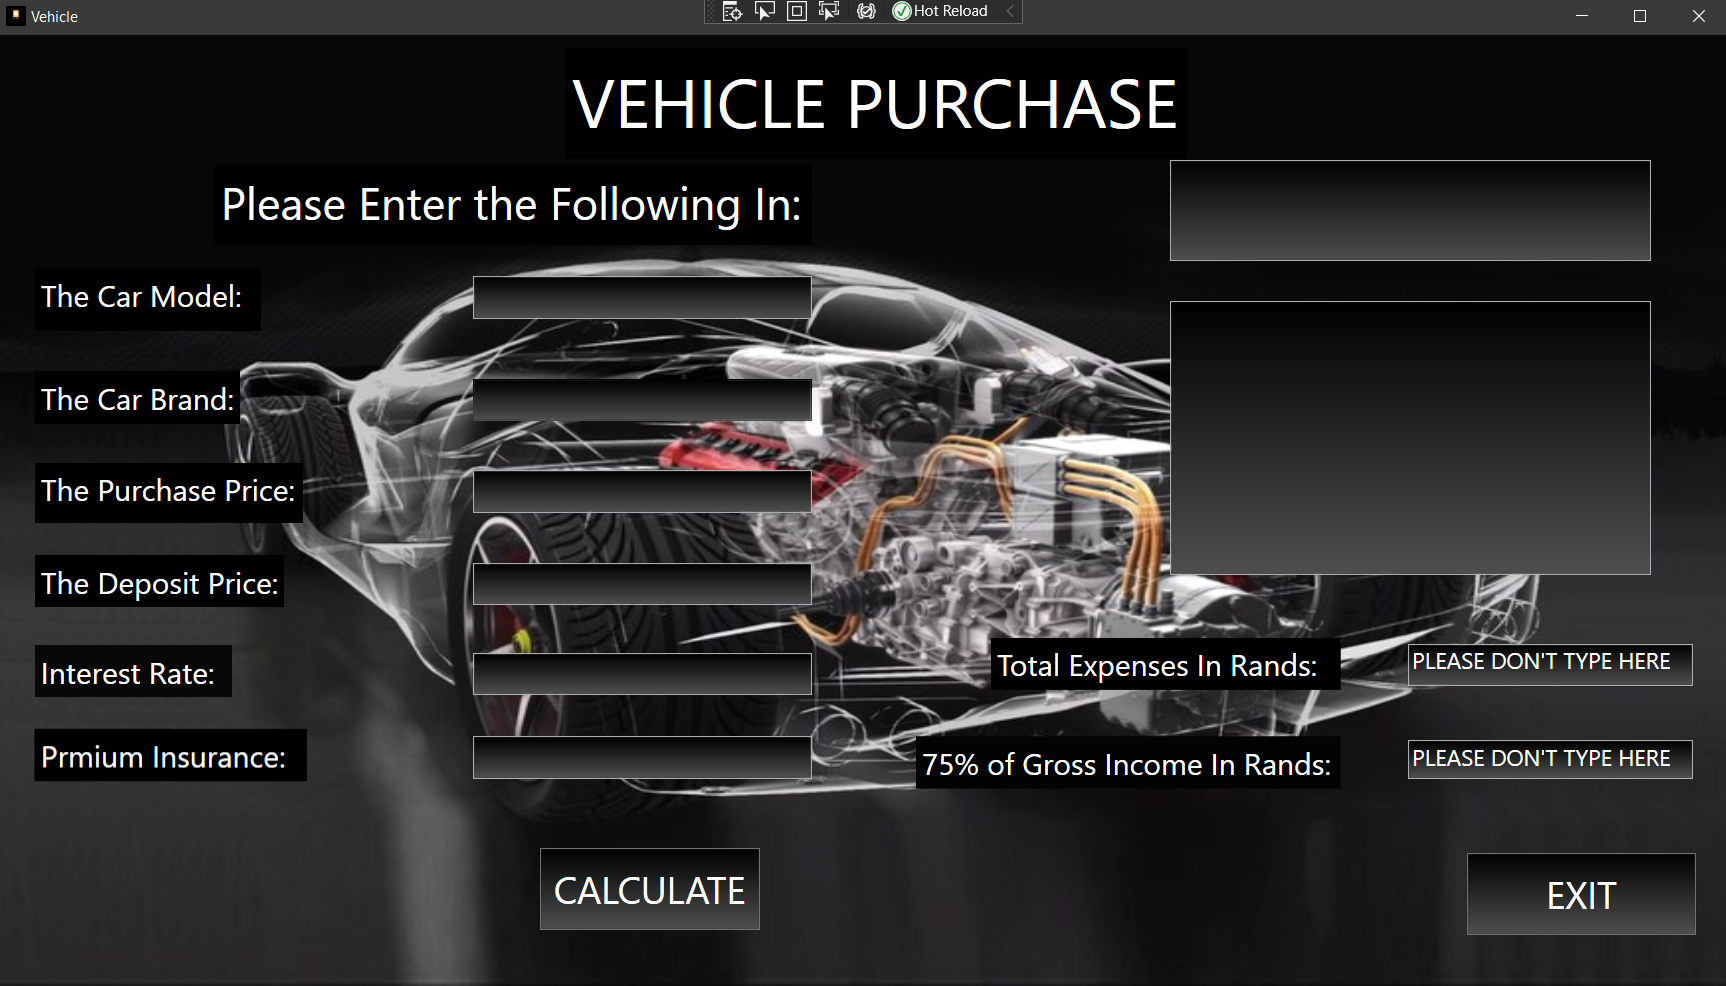 Vehicle
Hot Reload
VEHICLE PURCHASE
Please Enter the Following In:
The Car Model:
The Car Brand:
The Purchase Price:
The Deposit Price:
Interest Rate:
Prmium Insurance:
Total Expenses In Rands:
PLEASE DON'T TYPE HERE
75% of Gross Income In Rands:
PLEASE DON'T TYPE HERE
CALCULATE
EXIT